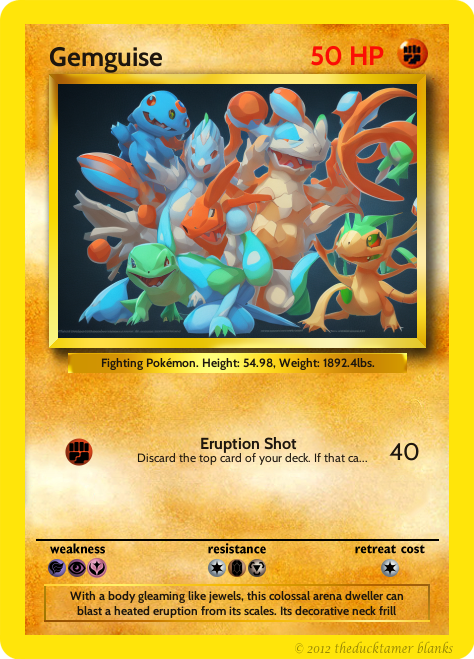 Gemguise
50 HP
Fighting Pokémon. Height: 54.98, Weight: 1892.4lbs.
Eruption Shot
Discard the top card of your deck. If that ca...
40
weakness
resistance
retreat cost
With a body gleaming like jewels, this colossal arena dweller can
blast a heated eruption from its scales. Its decorative neck frill
© 2012 theducktamer blanks